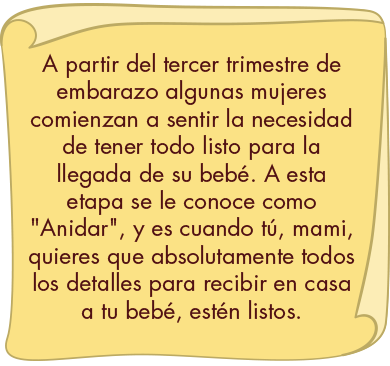 A partir del tercer trimestre de
embarazo algunas mujeres
comienzan a sentir la necesidad
de tener todo listo para la
llegada de su bebé. A esta
etapa se le conoce como
"Anidar", y es cuando tú, mami,
quieres que absolutamente todos
los detalles para recibir en casa
a tu bebé, estén listos.